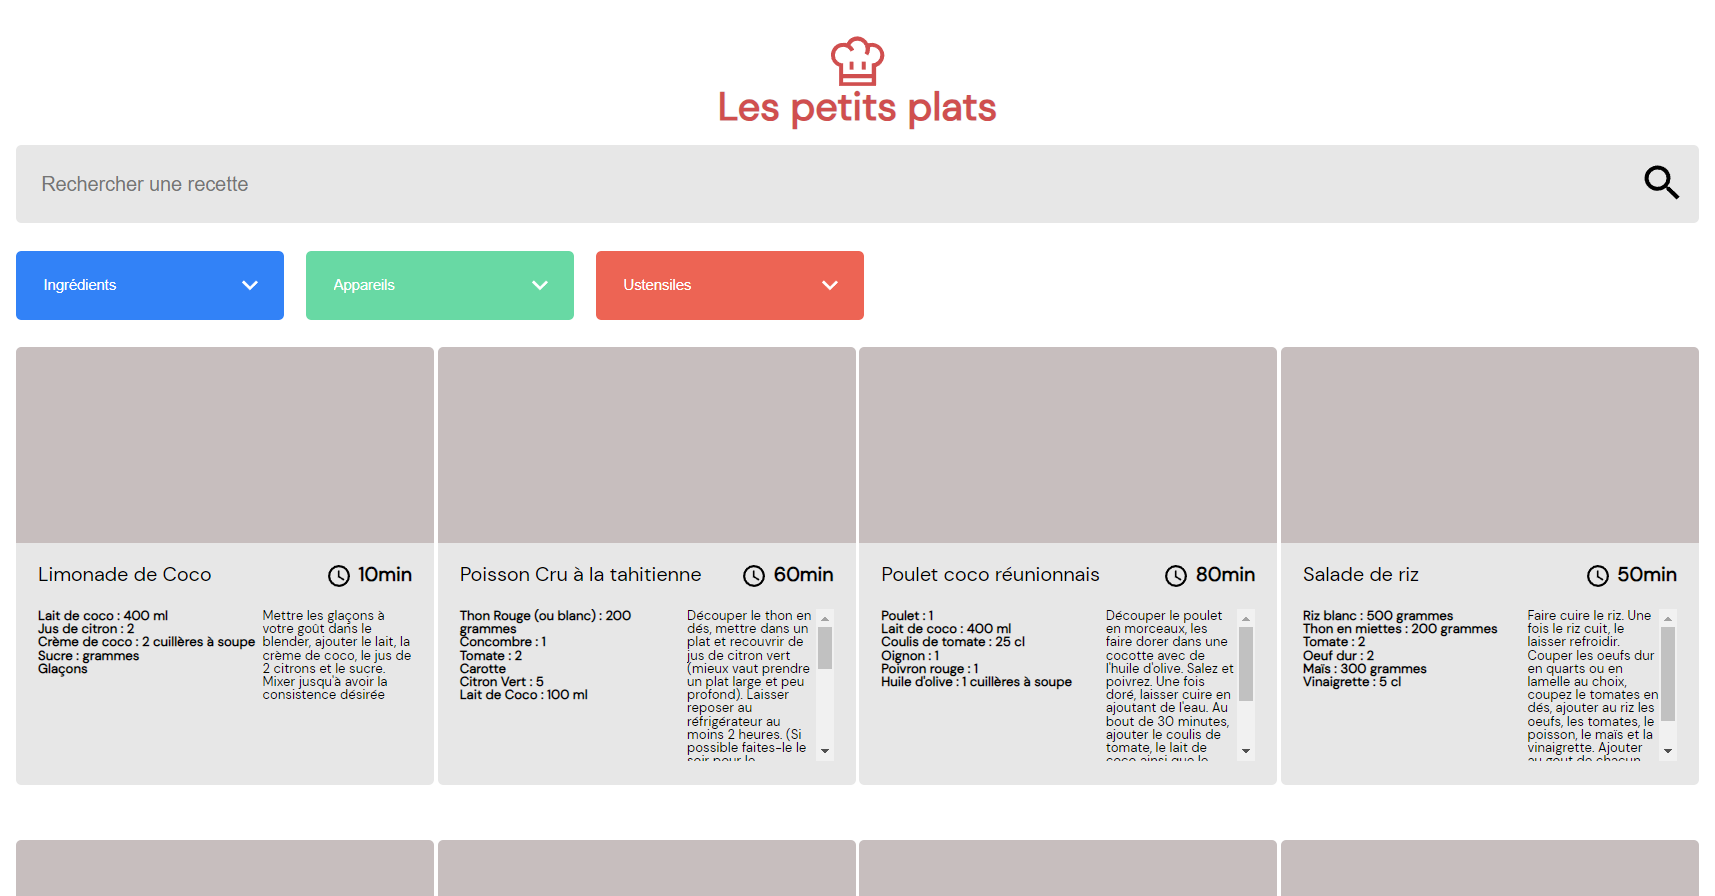 Les petits plats
Rechercher une recette
Ingrédients
Appareils
Ustensiles
Limonade de Coco
10min
Lait de coco : 400 ml
Jus de citron : 2
Crème de coco : 2 cuillères à soupe
Sucre : grammes
Glaçons
Mettre les glaçons à
votre goût dans le
blender, ajouter le lait, la
crème de coco, le jus de
2 citrons et le sucre.
Mixer jusqu'à avoir la
consistence désirée
Poisson Cru à la tahitienne
60min
Thon Rouge (ou blanc) : 200
grammes
Concombre : 1
Tomate : 2
Carotte
Citron Vert : 5
Lait de Coco : 100 ml
Découper le thon en
dés, mettre dans un
plat et recouvrir de
jus de citron vert
(mieux vaut prendre
un plat large et peu
profond). Laisser
reposer au
réfrigérateur au
moins 2 heures. (Si
possible faites-le le
soir pour le
Poulet coco réunionnais
80min
Poulet : 1
Lait de coco : 400 ml
Coulis de tomate : 25 cl
Oignon : 1
Poivron rouge : 1
Huile d'olive : 1 cuillères à soupe
Découper le poulet
en morceaux, les
faire dorer dans une
cocotte avec de
l'huile d'olive. Salez et
poivrez. Une fois
doré, laisser cuire en
ajoutant de l'eau. Au
bout de 30 minutes,
ajouter le coulis de
tomate, le lait de
coco ainsi que le
Salade de riz
50min
Riz blanc : 500 grammes
Thon en miettes : 200 grammes
Tomate : 2
Oeuf dur : 2
Maïs : 300 grammes
Vinaigrette : 5 cl
Faire cuire le riz. Une
fois le riz cuit, le
laisser refroidir.
Couper les oeufs dur
en quarts ou en
lamelle au choix,
coupez le tomates en
dés, ajouter au riz les
oeufs, les tomates, le
poisson, le maïs et la
vinaigrette. Ajouter
au gout de chacun